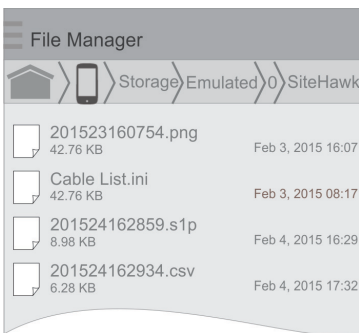 File Manager
Storage Emulated 0 SiteHawk
201523160754.png
42.76 KB Feb 3, 2015 16:07
Cable List.ini
42.76 KB Feb 3, 2015 08:17
201524162859.s1p
8.98 KB Feb 4, 2015 16:29
201524162934.csv
6.28 KB Feb 4, 2015 17:32